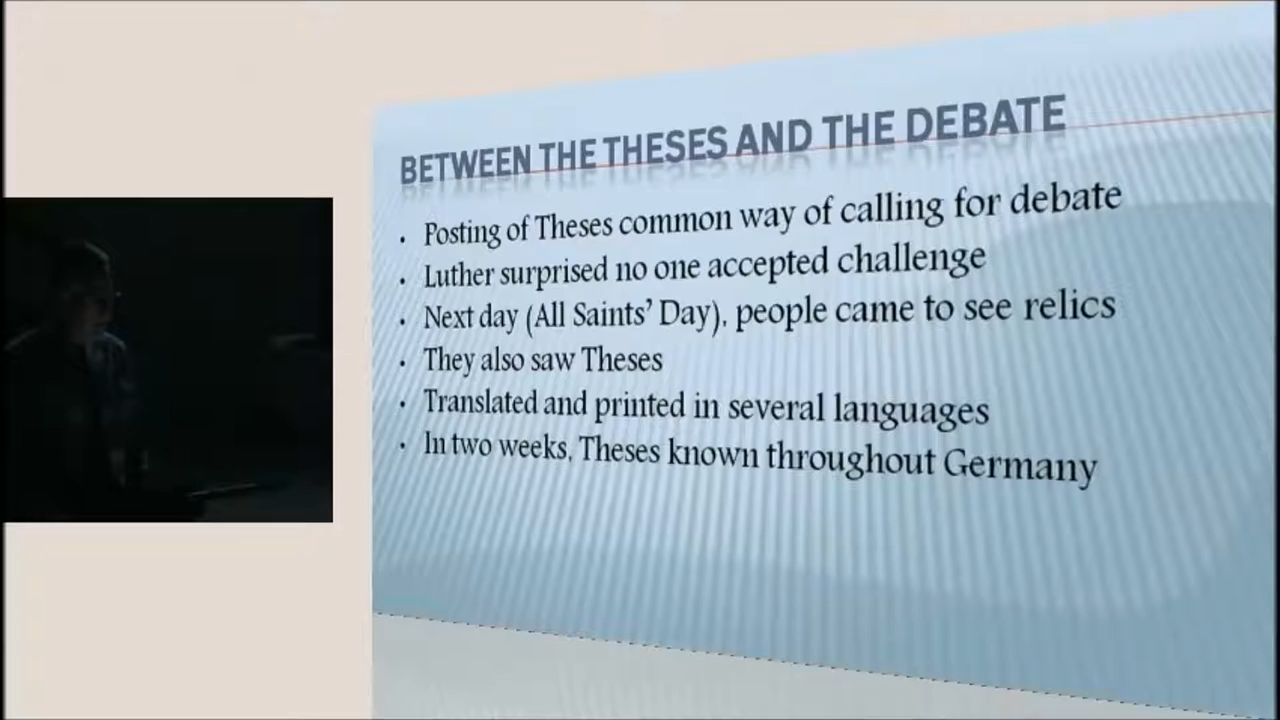 BETWEEN THE THESES AND THE DEBATE
• Posting of Theses common way of calling for debate
• Luther surprised no one accepted challenge
• Next day (All Saints’ Day), people came to see relics
• They also saw Theses
• Translated and printed in several languages
• In two weeks, Theses known throughout Germany